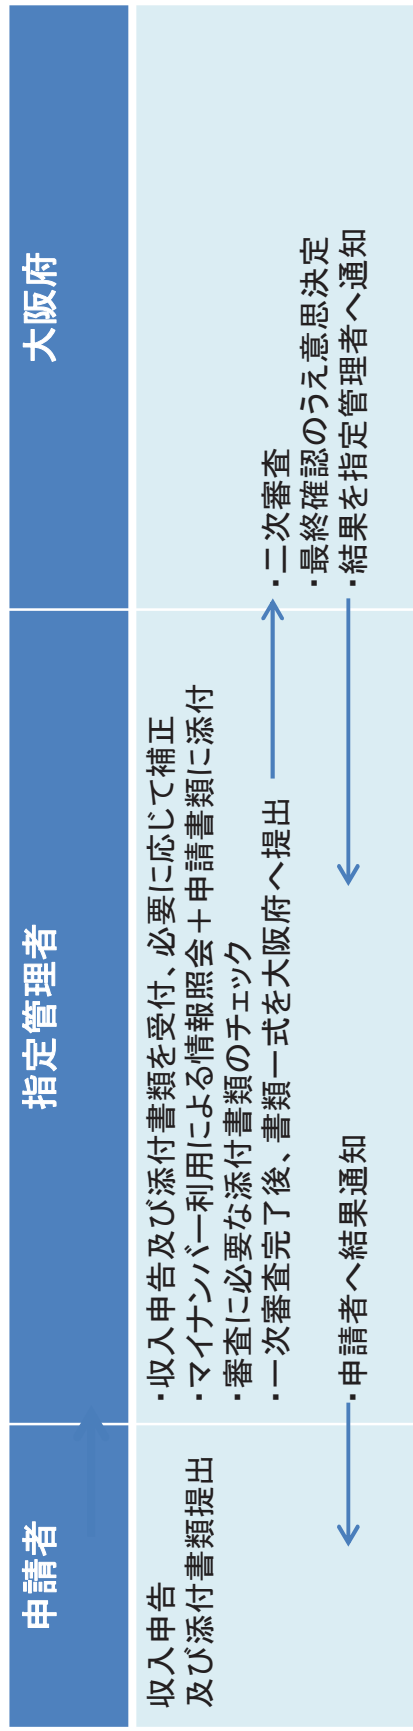 申請者
指定管理者
大阪府
収入申告
及び添付書類提出
・収入申告及び添付書類を受付、必要に応じて補正
・マイナンバー利用による情報照会＋申請書類に添付
・審査に必要な添付書類のチェック
・一次審査完了後、書類一式を大阪府へ提出
・申請者へ結果通知
・二次審査
・最終確認のうえ意思決定
・結果を指定管理者へ通知